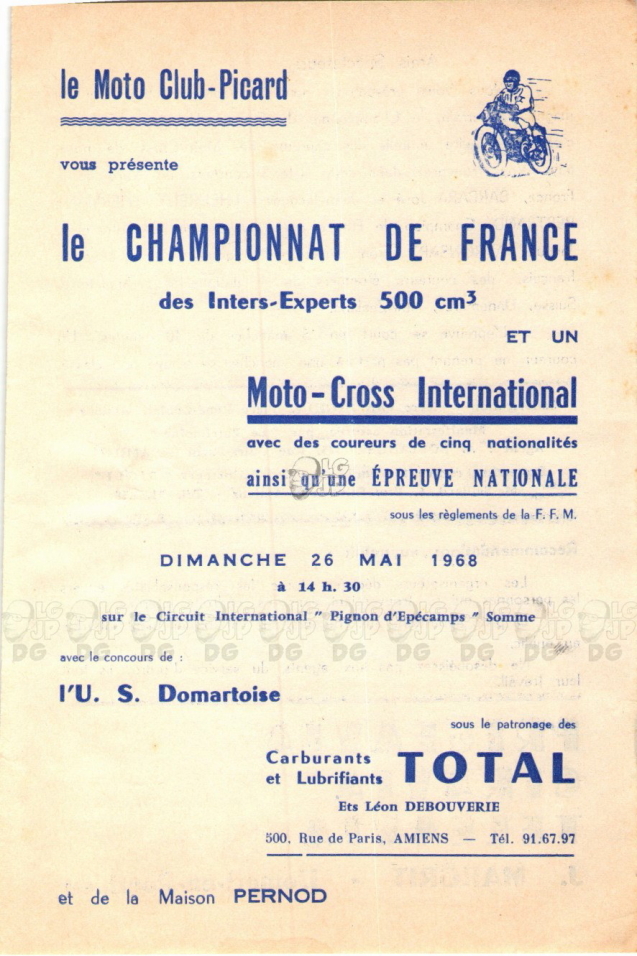 le Moto Club-Picard
vous présente
le CHAMPIONNAT DE FRANCE
des Inters-Experts 500 cm³
ET UN
Moto-Cross International
avec des coureurs de cinq nationalités
ainsi qu'une ÉPREUVE NATIONALE
sous les règlements de la F. F. M.
DIMANCHE 26 MAI 1968
à 14 h. 30
sur le Circuit International " Pignon d'Epécamps " Somme
avec le concours de :
l'U. S. Domartoise
sous le patronage des
Carburants
et Lubrifiants TOTAL
Ets Léon DEBOUVERIE
500, Rue de Paris, AMIENS — Tél. 91.67.97
et de la Maison PERNOD